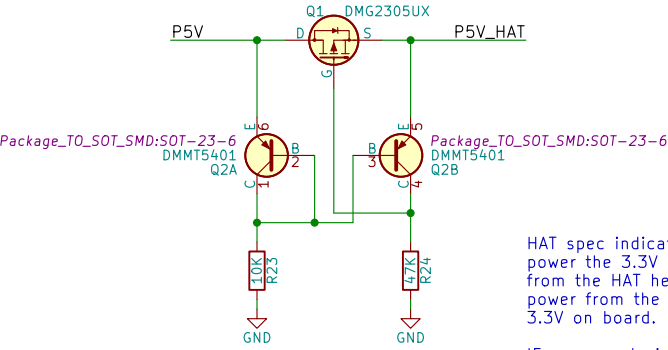 Q1 DMG2305UX
P5V D S P5V_HAT
G
E 6 E 5
Package_TO_SOT_SMD:SOT-23-6 Package_TO_SOT_SMD:SOT-23-6
DMMT5401 B B DMMT5401
Q2A 2 3 Q2B
C 1 C 4
10K R23 47K R24
GND GND
HAT spec indica
power the 3.3V
from the HAT he
power from the
3.3V on board.